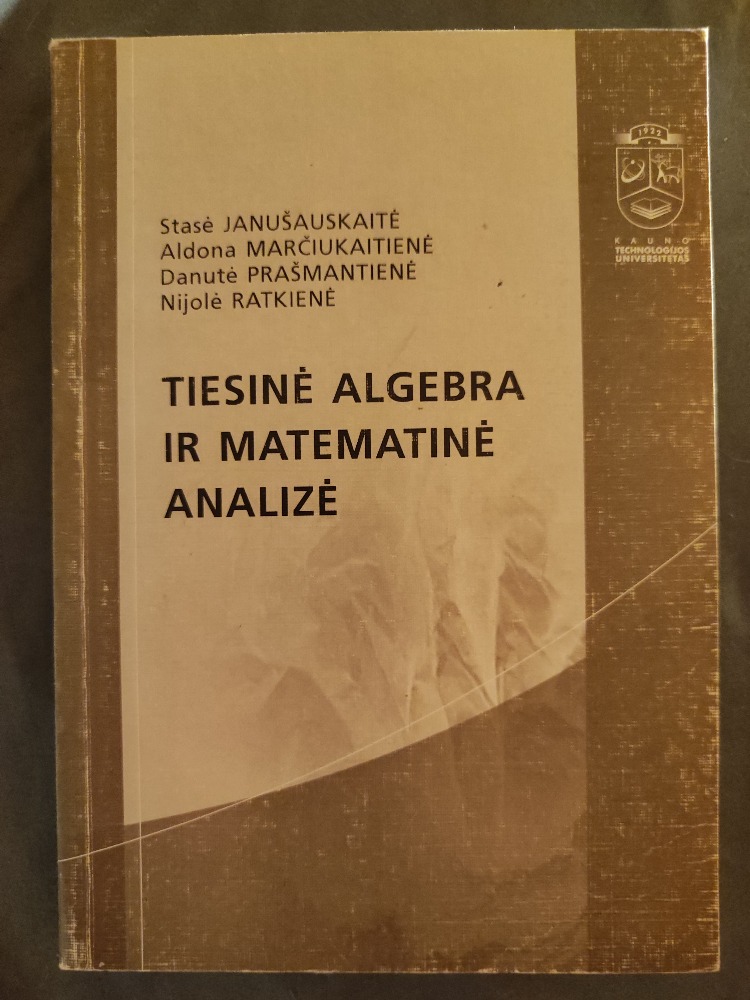 Stasė JANUŠAUSKAITĖ
Aldona MARČIUKAITIENĖ
Danutė PRAŠMANTIENĖ
Nijolė RATKIENĖ
TIESINĖ ALGEBRA
IR MATEMATINĖ
ANALIZĖ
1922
KAUNO
TECHNOLOGIJOS
UNIVERSITETAS